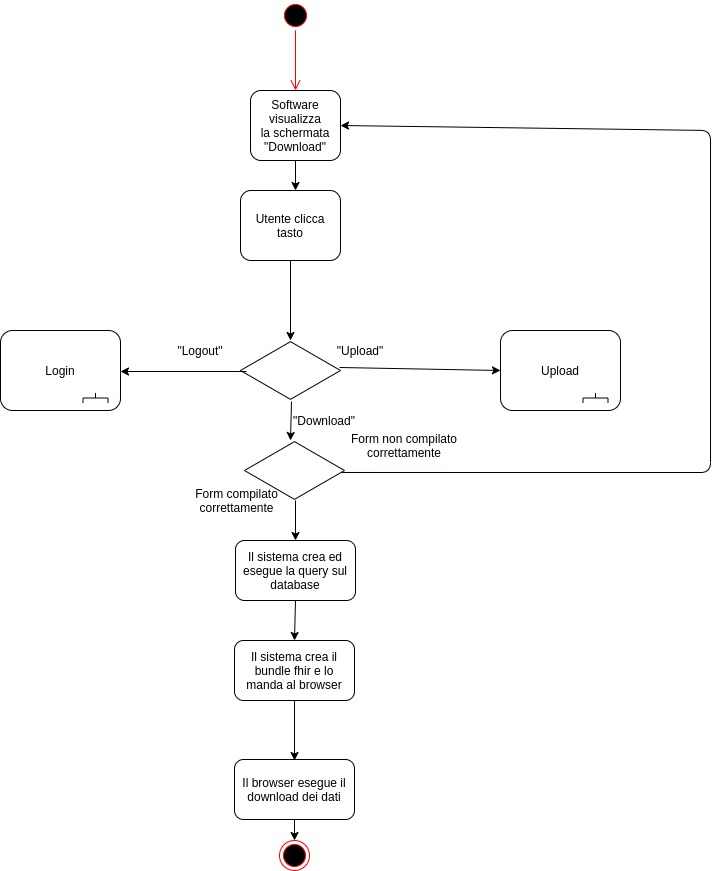 Software
visualizza
la schermata
"Download"
Utente clicca
tasto
"Logout"
"Upload"
Login
Upload
"Download"
Form non compilato
correttamente
Form compilato
correttamente
Il sistema crea ed
esegue la query sul
database
Il sistema crea il
bundle fhir e lo
manda al browser
Il browser esegue il
download dei dati